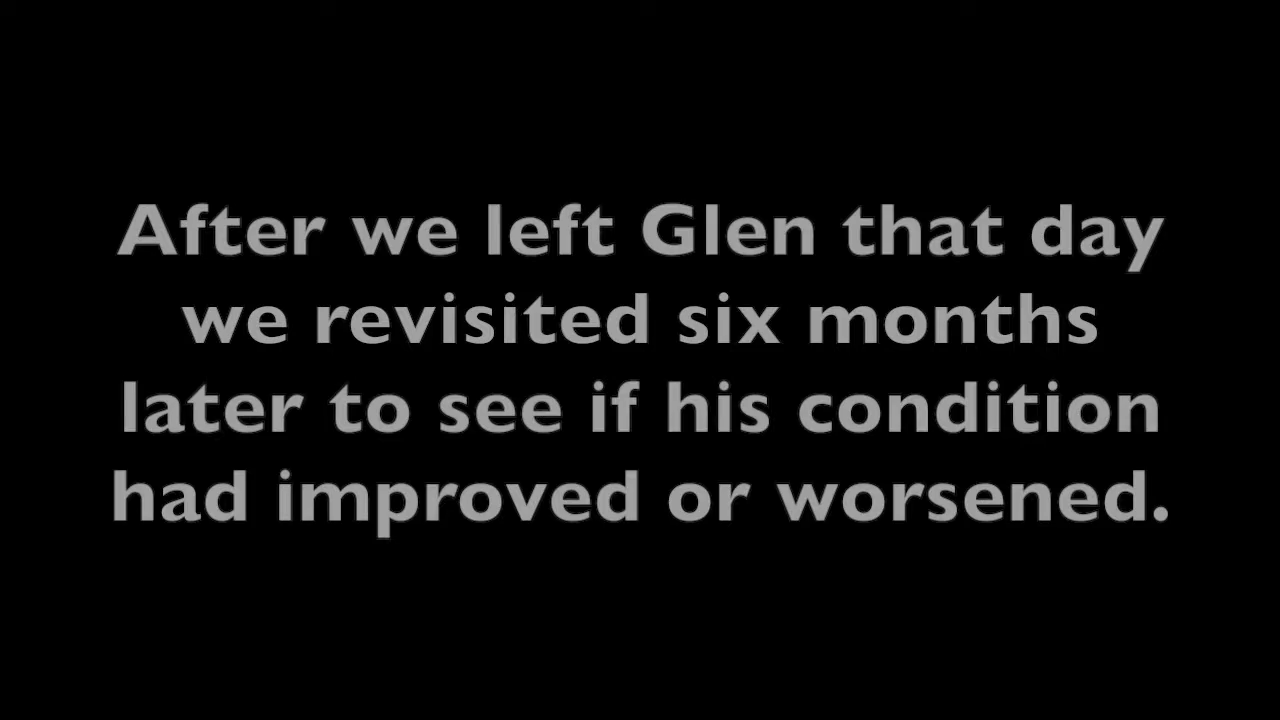 After we left Glen that day
we revisited six months
later to see if his condition
had improved or worsened.